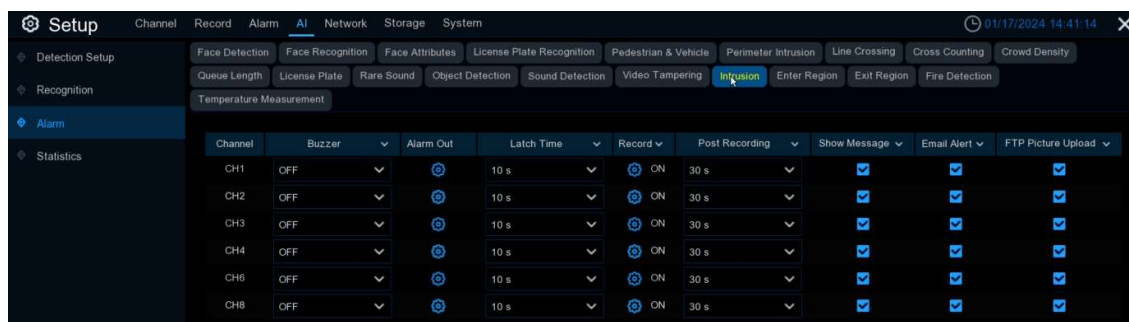 Setup Channel Record Alarm AI Network Storage System 01/17/2024 14:41:14
Detection Setup
Recognition
Alarm
Statistics
Face Detection Face Recognition Face Attributes License Plate Recognition Pedestrian & Vehicle Perimeter Intrusion Line Crossing Cross Counting Crowd Density
Queue Length License Plate Rare Sound Object Detection Sound Detection Video Tampering Intrusion Enter Region Exit Region Fire Detection
Temperature Measurement
Channel Buzzer Alarm Out Latch Time Record Post Recording Show Message Email Alert FTP Picture Upload
CH1 OFF 10 s ON 30 s
CH2 OFF 10 s ON 30 s
CH3 OFF 10 s ON 30 s
CH4 OFF 10 s ON 30 s
CH6 OFF 10 s ON 30 s
CH8 OFF 10 s ON 30 s